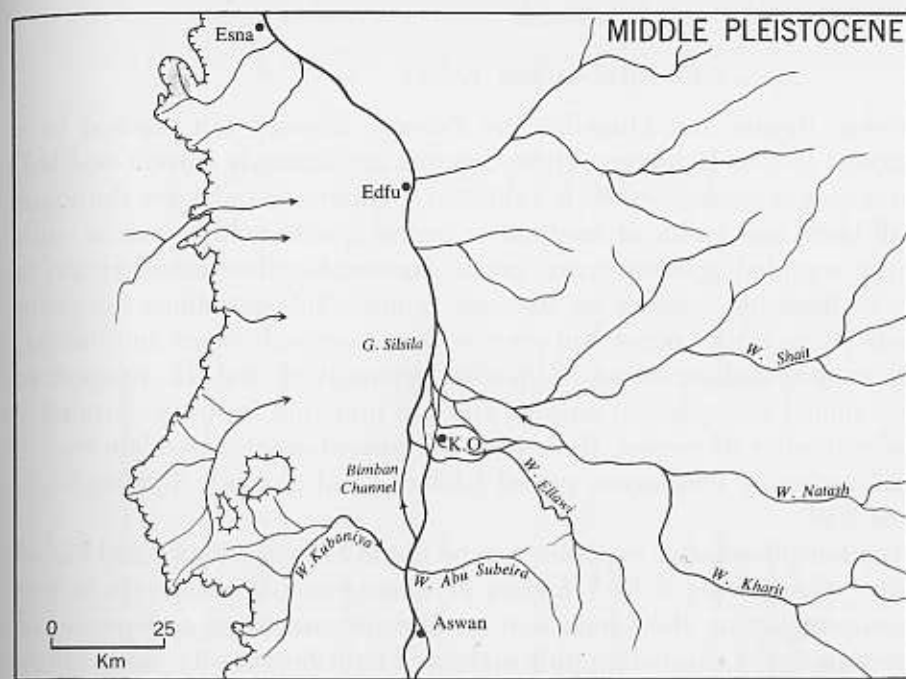 MIDDLE PLEISTOCENE
Esna
Edfu
G. Silsila
W. Shait
K.O.
Bimban
Channel
W. Ellawi
W. Natash
W. Kubaniya
W. Abu Subeira
W. Kharit
Aswan
0 25
Km